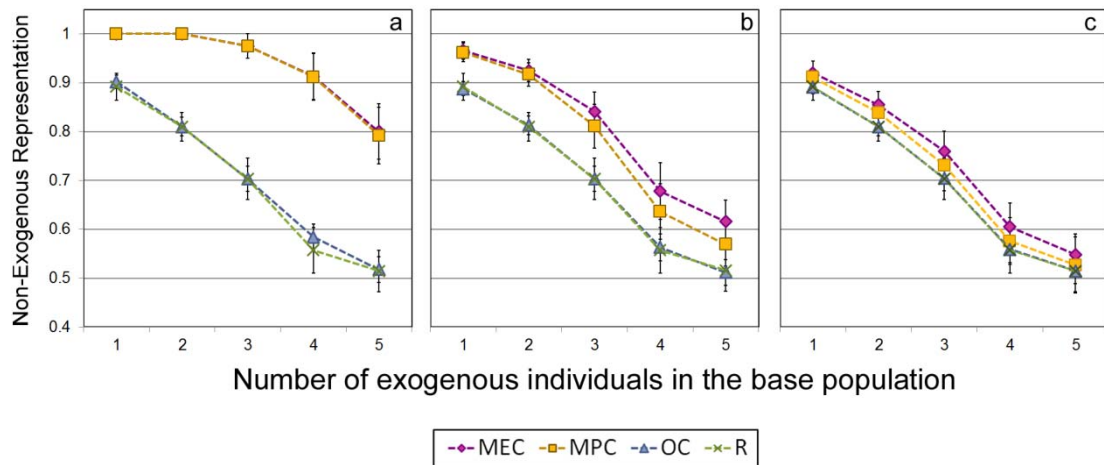 a b c
Non-Exogenous Representation
1
0.9
0.8
0.7
0.6
0.5
0.4
1 2 3 4 5 1 2 3 4 5 1 2 3 4 5
Number of exogenous individuals in the base population
MEC MPC OC R